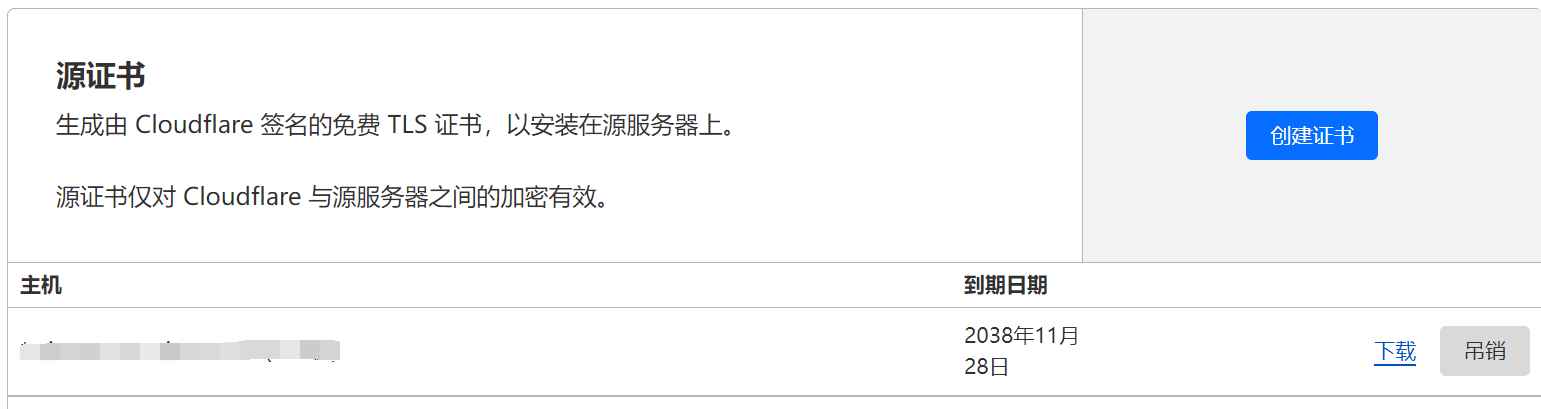 源证书
生成由 Cloudflare 签名的免费 TLS 证书，以安装在源服务器上。
源证书仅对 Cloudflare 与源服务器之间的加密有效。
创建证书
主机
到期日期
2038年11月
28日
下载
吊销